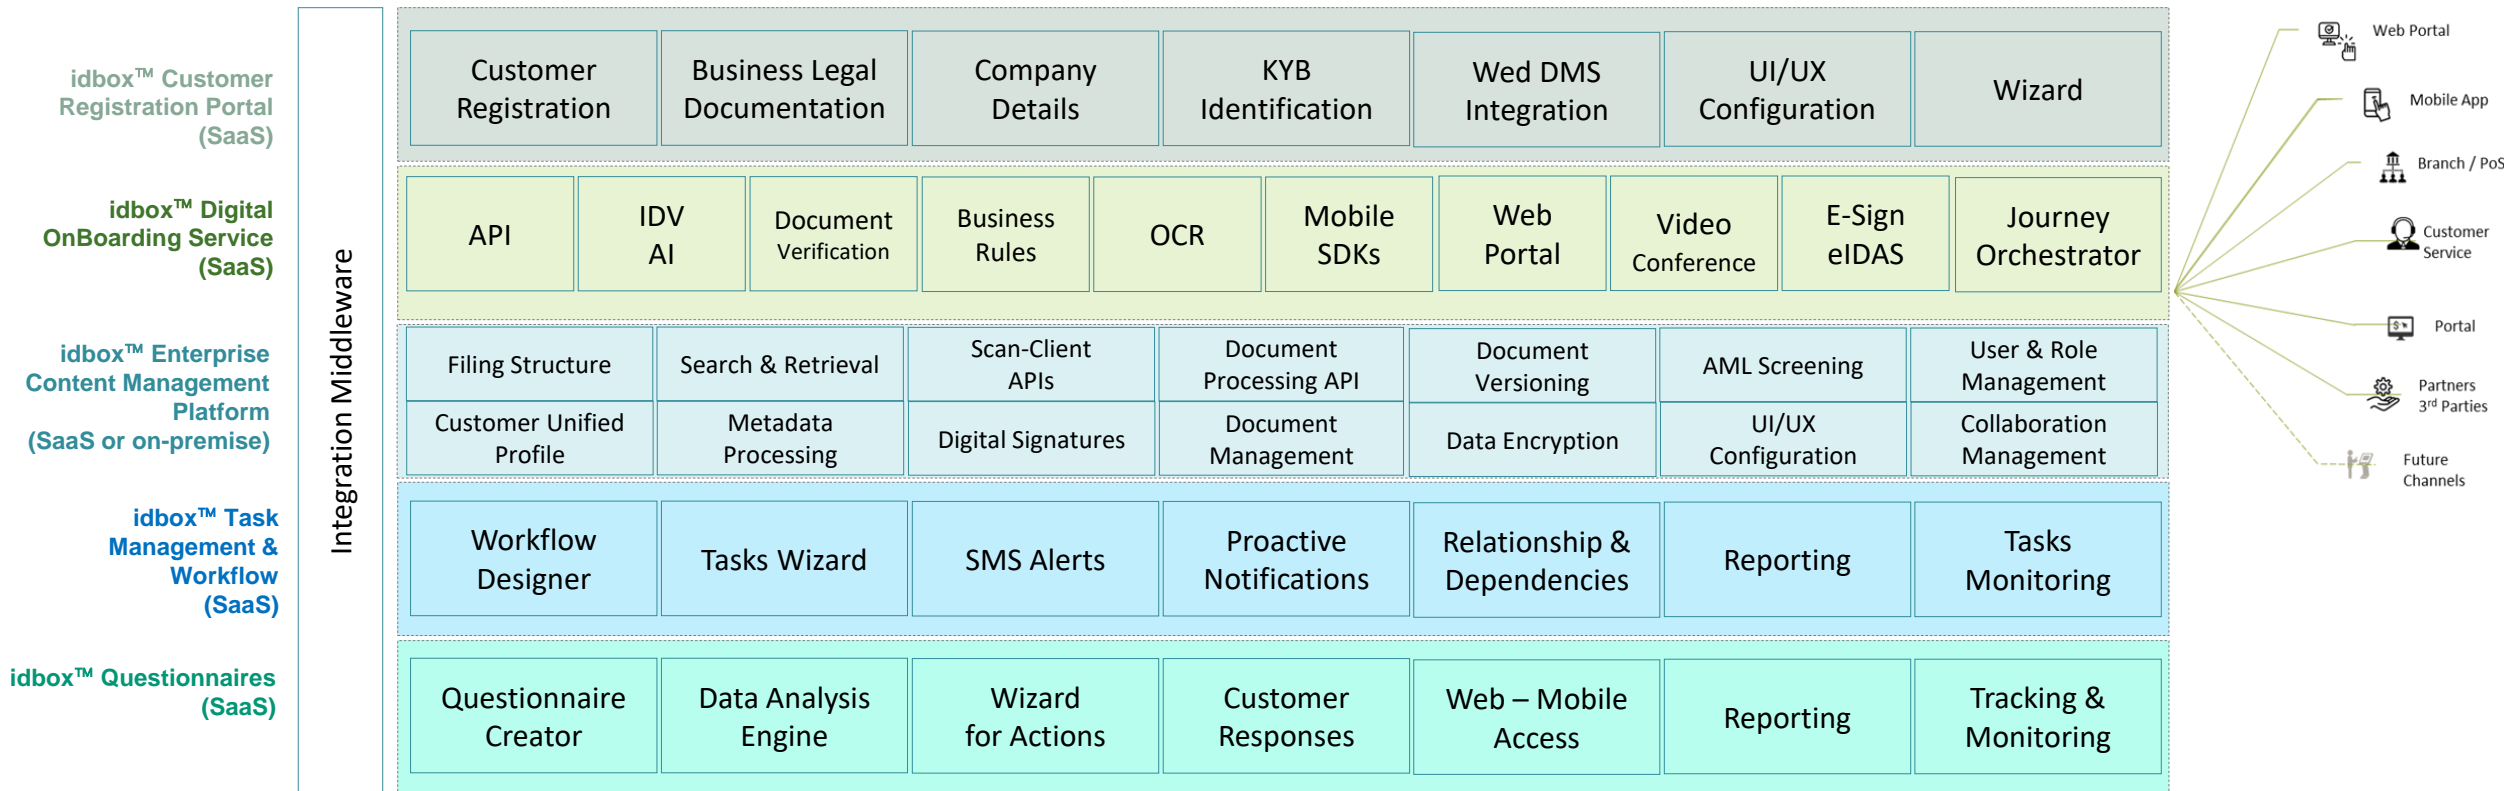 idbox™ Customer
Registration Portal
(SaaS)
idbox™ Digital
OnBoarding Service
(SaaS)
idbox™ Enterprise
Content Management
Platform
(SaaS or on-premise)
idbox™ Task
Management &
Workflow
(SaaS)
idbox™ Questionnaires
(SaaS)
Integration Middleware
Customer
Registration
Business Legal
Documentation
Company
Details
KYB
Identification
Wed DMS
Integration
UI/UX
Configuration
Wizard
API
IDV
AI
Document
Verification
Business
Rules
OCR
Mobile
SDKs
Web
Portal
Video
Conference
E-Sign
eIDAS
Journey
Orchestrator
Filing Structure
Search & Retrieval
Scan-Client
APIs
Document
Processing API
Document
Versioning
AML Screening
User & Role
Management
Customer Unified
Profile
Metadata
Processing
Digital Signatures
Document
Management
Data Encryption
UI/UX
Configuration
Collaboration
Management
Workflow
Designer
Tasks Wizard
SMS Alerts
Proactive
Notifications
Relationship &
Dependencies
Reporting
Tasks
Monitoring
Questionnaire
Creator
Data Analysis
Engine
Wizard
for Actions
Customer
Responses
Web – Mobile
Access
Reporting
Tracking &
Monitoring
Web Portal
Mobile App
Branch / PoS
Customer
Service
Portal
Partners
3rd Parties
Future
Channels